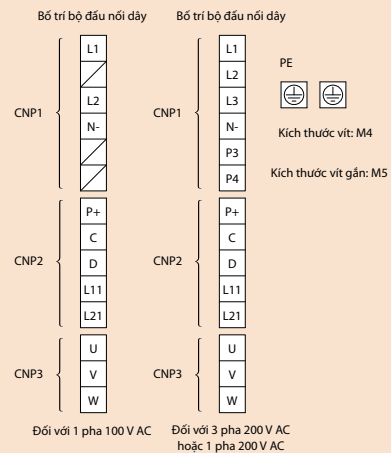 Bố trí bộ đấu nối dây
L1
L2
N-
CNP1
P+
C
D
L11
L21
CNP2
U
V
W
CNP3
Đối với 1 pha 100 V AC
Bố trí bộ đấu nối dây
L1
L2
L3
N-
P3
P4
CNP1
P+
C
D
L11
L21
CNP2
U
V
W
CNP3
Đối với 3 pha 200 V AC
hoặc 1 pha 200 V AC
PE
Kích thước vít: M4
Kích thước vít gắn: M5